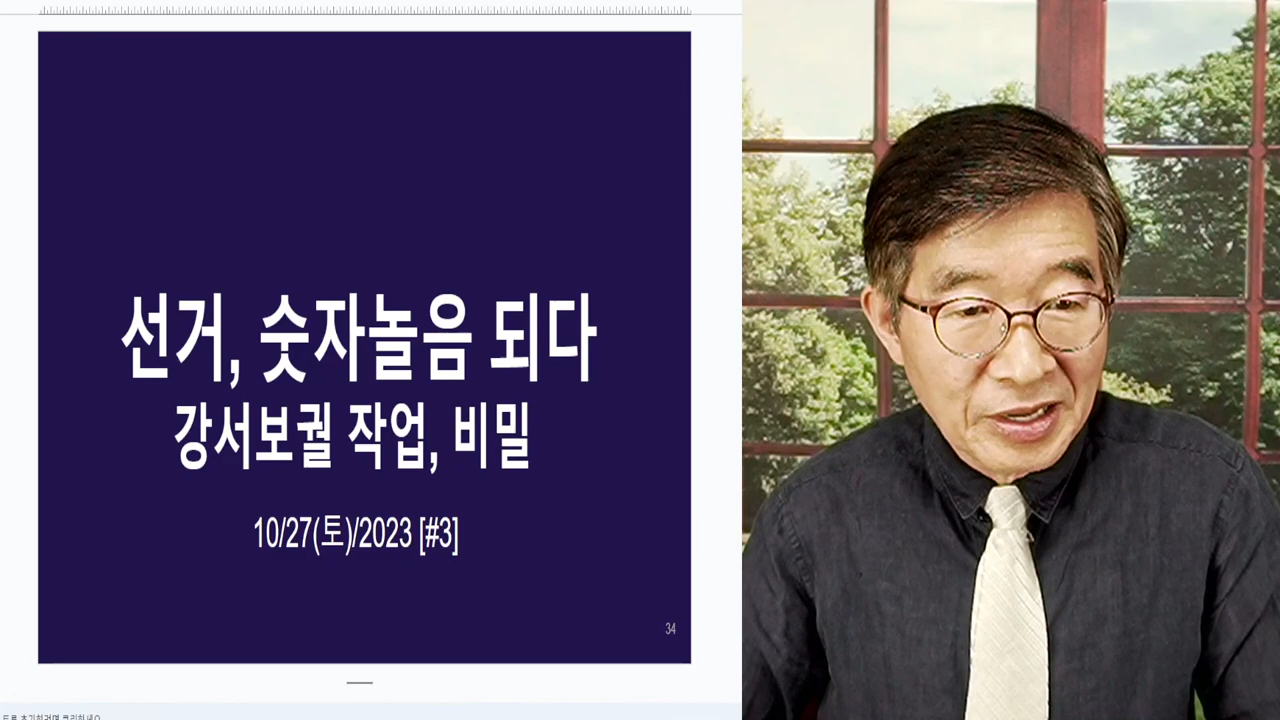 선거, 숫자놀음 되다
강서보궐 작업, 비밀
10/27(토)/2023 [#3]
34